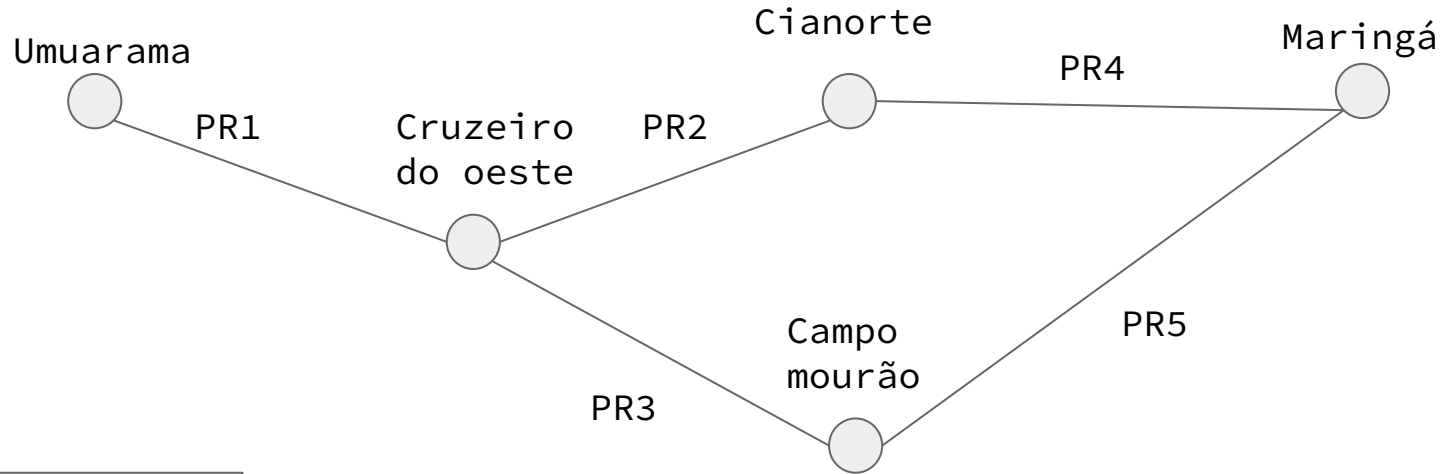 Cianorte
Maringá
Umuarama
PR4
PR1
Cruzeiro
do oeste
PR2
Campo
mourão
PR5
PR3